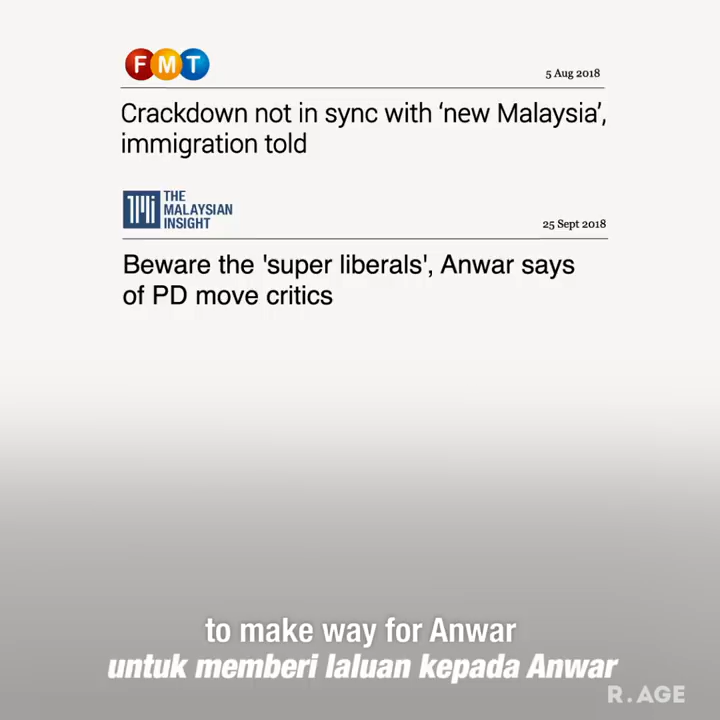 FMT
5 Aug 2018
Crackdown not in sync with ‘new Malaysia’,
immigration told
TMi THE
MALAYSIAN
INSIGHT
25 Sept 2018
Beware the 'super liberals', Anwar says
of PD move critics
to make way for Anwar
untuk memberi laluan kepada Anwar
R.AGE